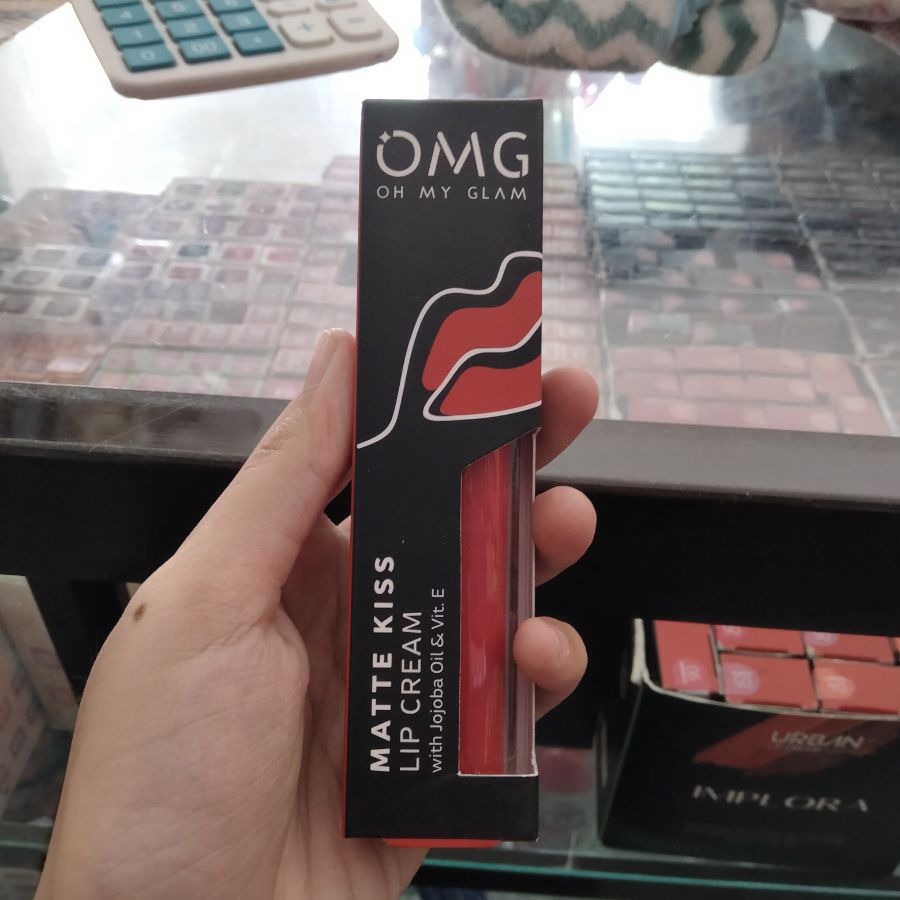 OMG
OH MY GLAM
MATTE KISS
LIP CREAM
with Jojoba Oil & Vit. E
URBAN
IMPLORA